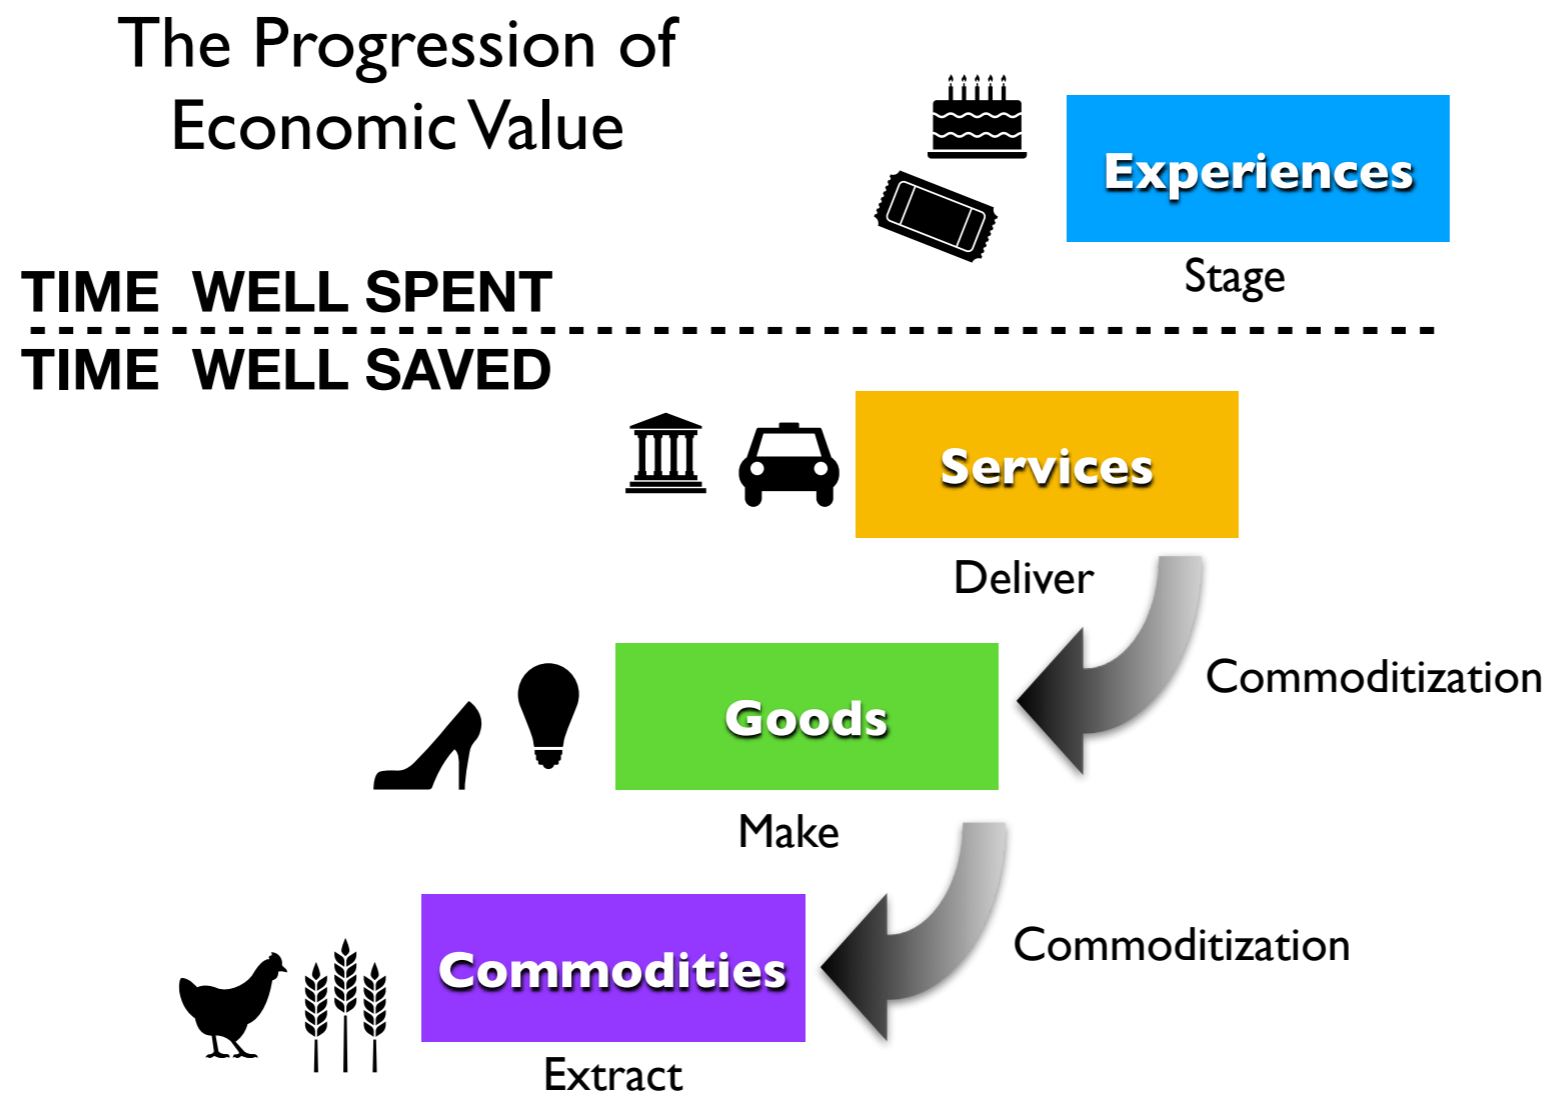 The Progression of
Economic Value
Experiences
Stage
TIME WELL SPENT
TIME WELL SAVED
Services
Deliver
Commoditization
Goods
Make
Commoditization
Commodities
Extract